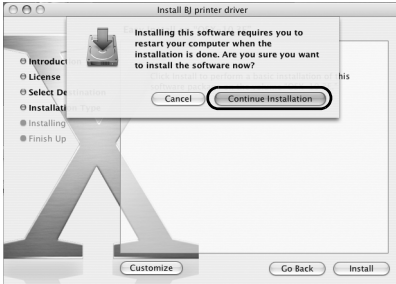 Install BJ printer driver
Installing this software requires you to
restart your computer when the
installation is done. Are you sure you want
to install the software now?
Cancel
Continue Installation
Introduct
License
Select De
Installati
Installing
Finish Up
Customize
Go Back
Install